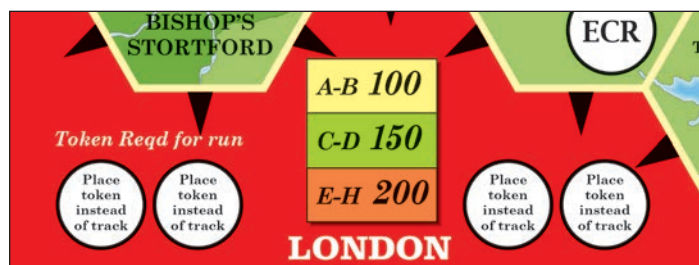 BISHOP'S
STORTFORD
ECR
T
A-B 100
C-D 150
E-H 200
Token Reqd for run
Place
token
instead
of track
Place
token
instead
of track
Place
token
instead
of track
Place
token
instead
of track
LONDON